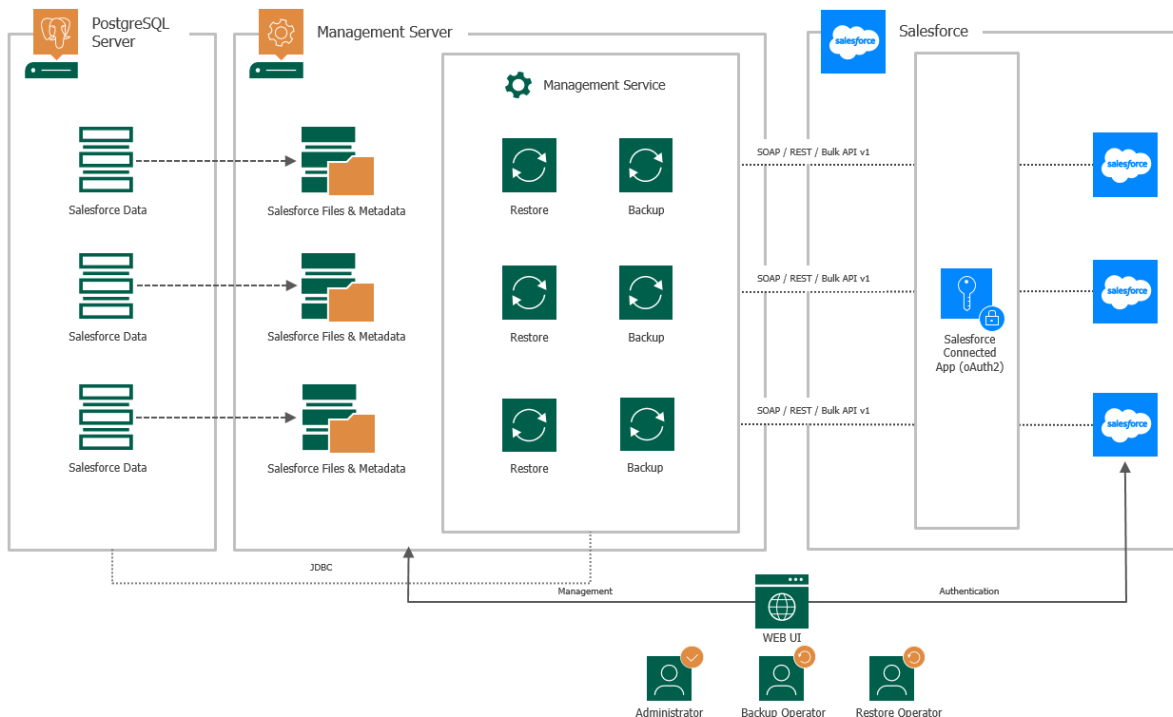 PostgreSQL
Server
Management Server
Salesforce
salesforce
Management Service
SOAP / REST / Bulk API v1
salesforce
Salesforce Data
Salesforce Files & Metadata
Restore
Backup
SOAP / REST / Bulk API v1
salesforce
Salesforce Data
Salesforce Files & Metadata
Restore
Backup
Salesforce
Connected
App (oAuth2)
SOAP / REST / Bulk API v1
salesforce
Salesforce Data
Salesforce Files & Metadata
Restore
Backup
JDBC
Management
Authentication
WEB UI
Administrator
Backup Operator
Restore Operator